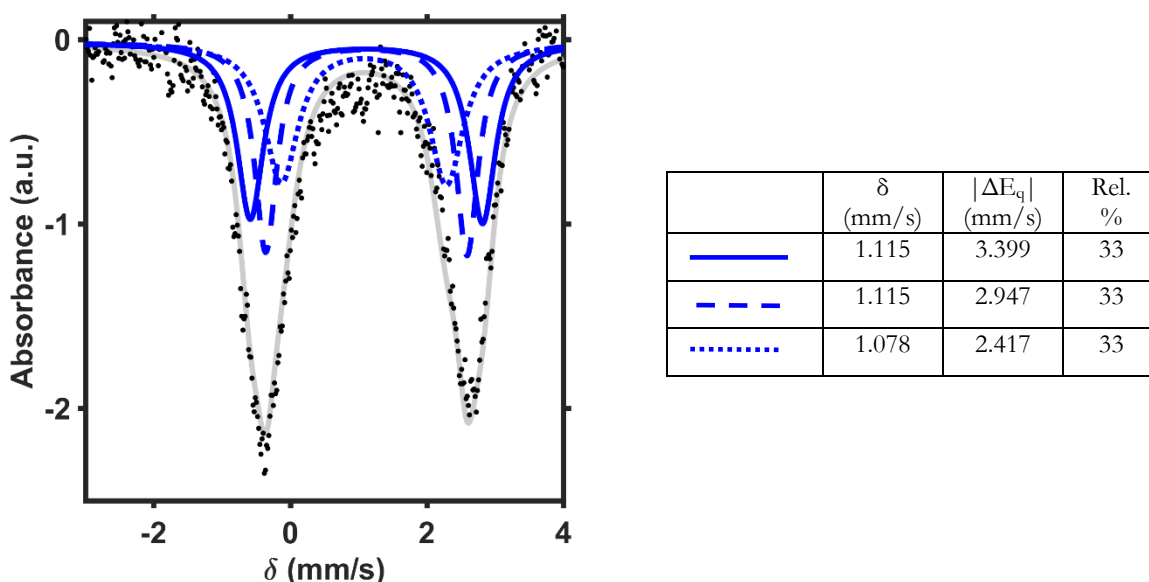 0
-1
-2
Absorbance (a.u.)
-2 0 2 4
δ (mm/s)
δ (mm/s) |ΔE_q| (mm/s) Rel. %
1.115 3.399 33
1.115 2.947 33
1.078 2.417 33